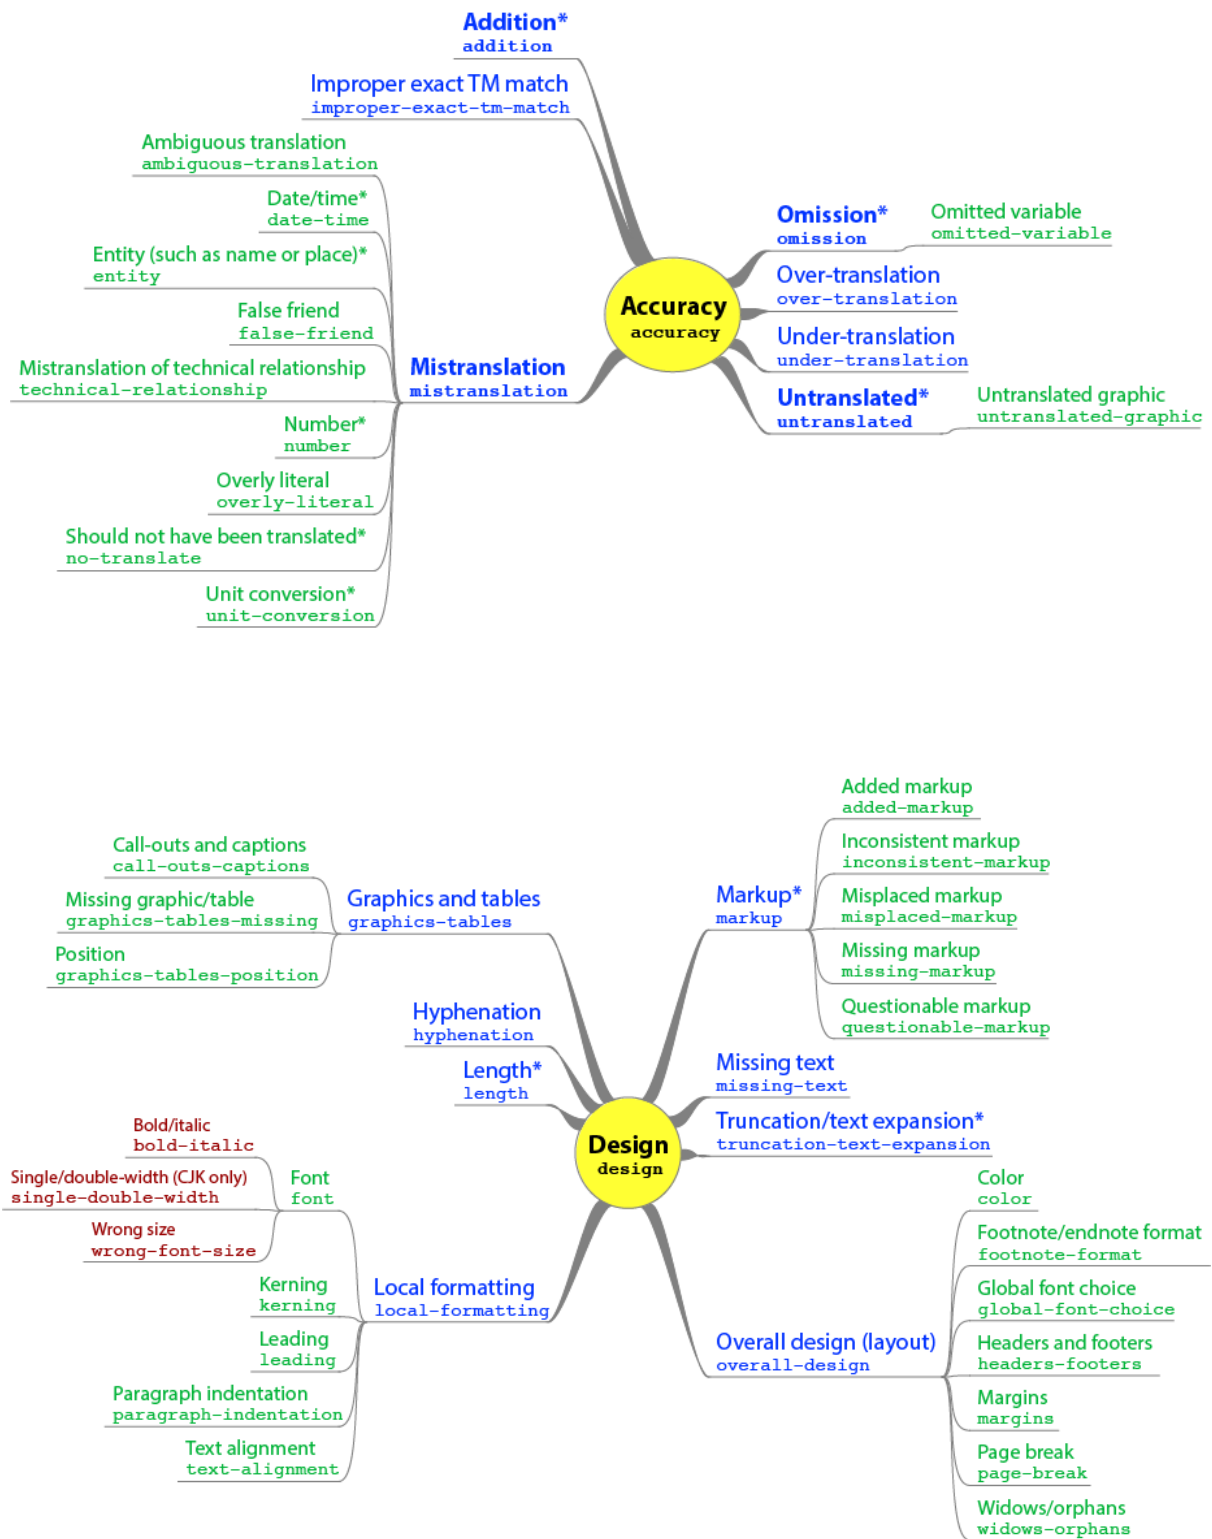 Addition*
addition
Improper exact TM match
improper-exact-tm-match
Ambiguous translation
ambiguous-translation
Date/time*
date-time
Entity (such as name or place)*
entity
False friend
false-friend
Mistranslation of technical relationship
technical-relationship
Number*
number
Overly literal
overly-literal
Should not have been translated*
no-translate
Unit conversion*
unit-conversion
Mistranslation
mistranslation
Accuracy
accuracy
Omission*
omission
Omitted variable
omitted-variable
Over-translation
over-translation
Under-translation
under-translation
Untranslated*
untranslated
Untranslated graphic
untranslated-graphic
Call-outs and captions
call-outs-captions
Missing graphic/table
graphics-tables-missing
Position
graphics-tables-position
Graphics and tables
graphics-tables
Hyphenation
hyphenation
Length*
length
Bold/italic
bold-italic
Single/double-width (CJK only)
single-double-width
Wrong size
wrong-font-size
Font
font
Kerning
kerning
Leading
leading
Paragraph indentation
paragraph-indentation
Text alignment
text-alignment
Local formatting
local-formatting
Design
design
Markup*
markup
Added markup
added-markup
Inconsistent markup
inconsistent-markup
Misplaced markup
misplaced-markup
Missing markup
missing-markup
Questionable markup
questionable-markup
Missing text
missing-text
Truncation/text expansion*
truncation-text-expansion
Overall design (layout)
overall-design
Color
color
Footnote/endnote format
footnote-format
Global font choice
global-font-choice
Headers and footers
headers-footers
Margins
margins
Page break
page-break
Widows/orphans
widows-orphans